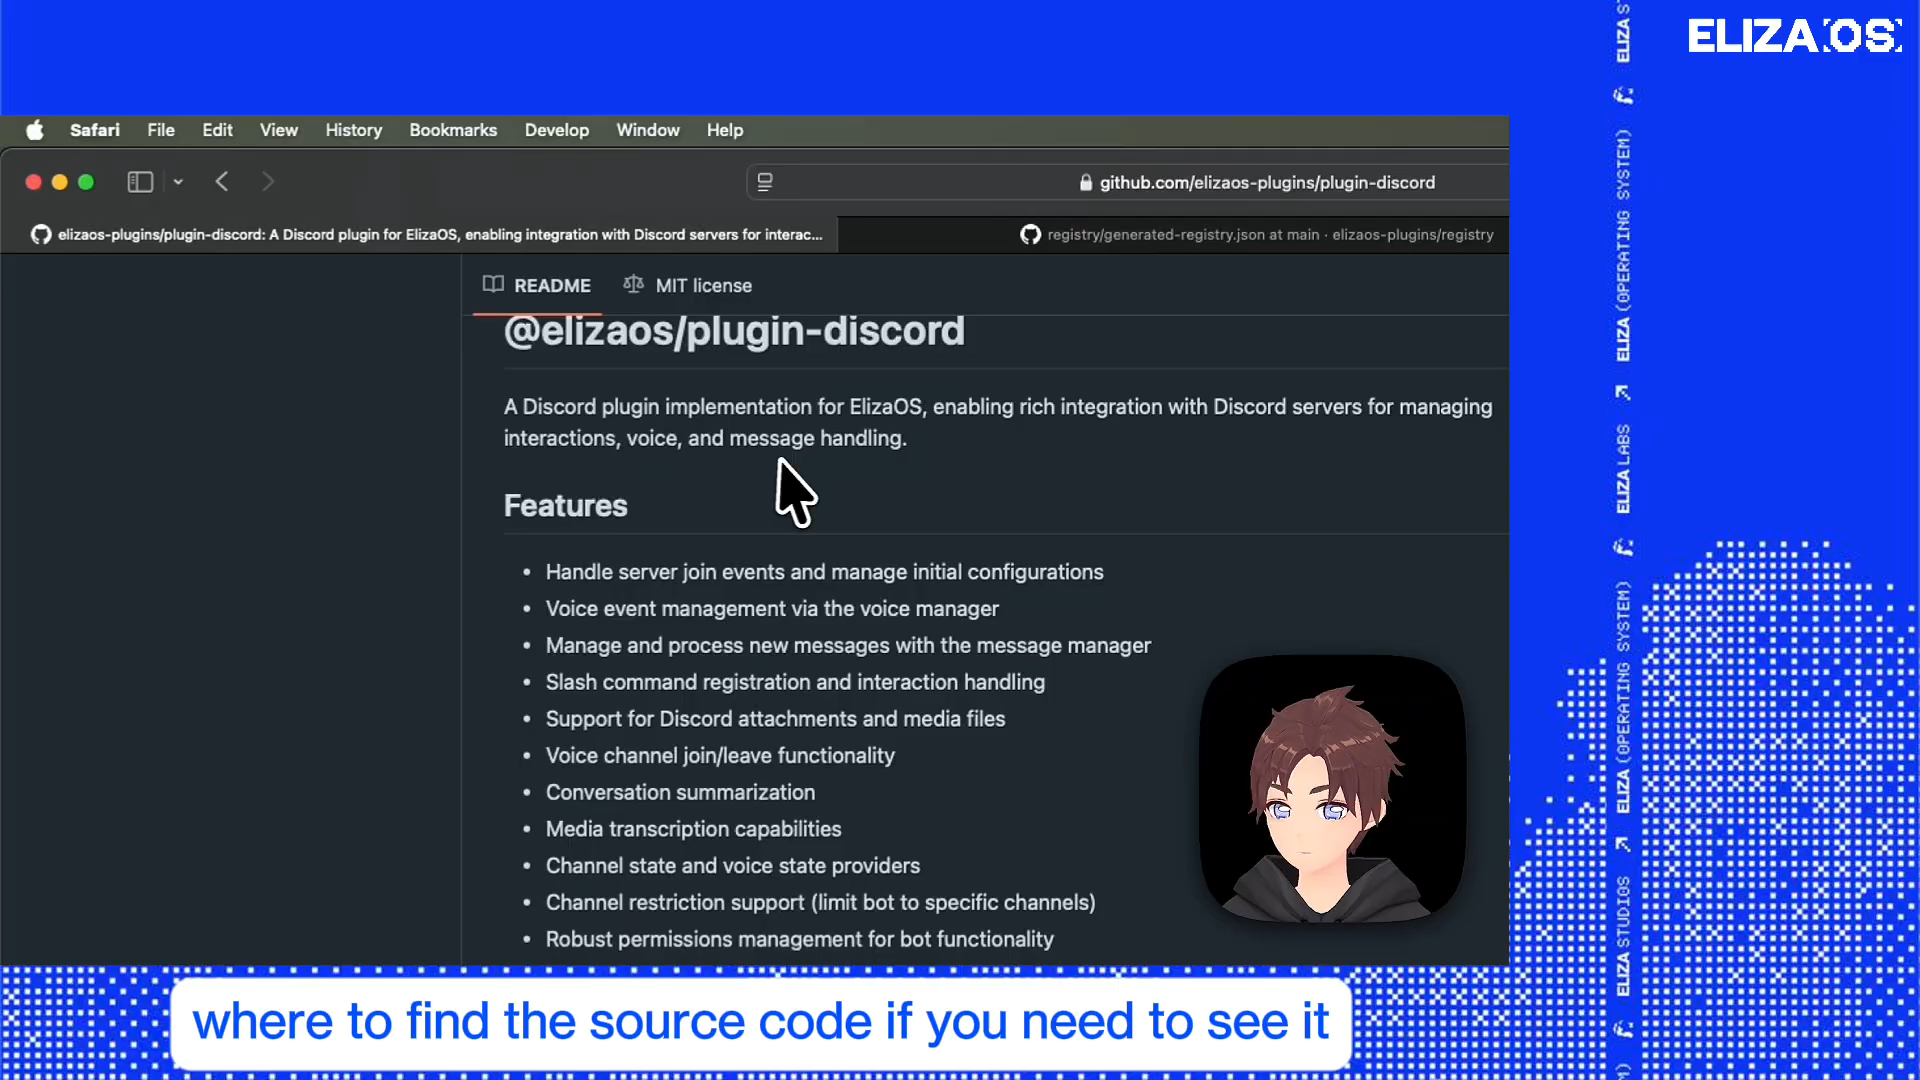 ELIZA OS
Safari File Edit View History Bookmarks Develop Window Help
github.com/elizaos-plugins/plugin-discord
elizaos-plugins/plugin-discord: A Discord plugin for ElizaOS, enabling integration with Discord servers for interac...
registry/generated-registry.json at main · elizaos-plugins/registry
README
MIT license
@elizaos/plugin-discord
A Discord plugin implementation for ElizaOS, enabling rich integration with Discord servers for managing
interactions, voice, and message handling.
Features
• Handle server join events and manage initial configurations
• Voice event management via the voice manager
• Manage and process new messages with the message manager
• Slash command registration and interaction handling
• Support for Discord attachments and media files
• Voice channel join/leave functionality
• Conversation summarization
• Media transcription capabilities
• Channel state and voice state providers
• Channel restriction support (limit bot to specific channels)
• Robust permissions management for bot functionality
where to find the source code if you need to see it
ELIZA STUDIOS ELIZA (OPERATING SYSTEM) ELIZA LABS ELIZA (OPERATING SYSTEM) ELIZA S